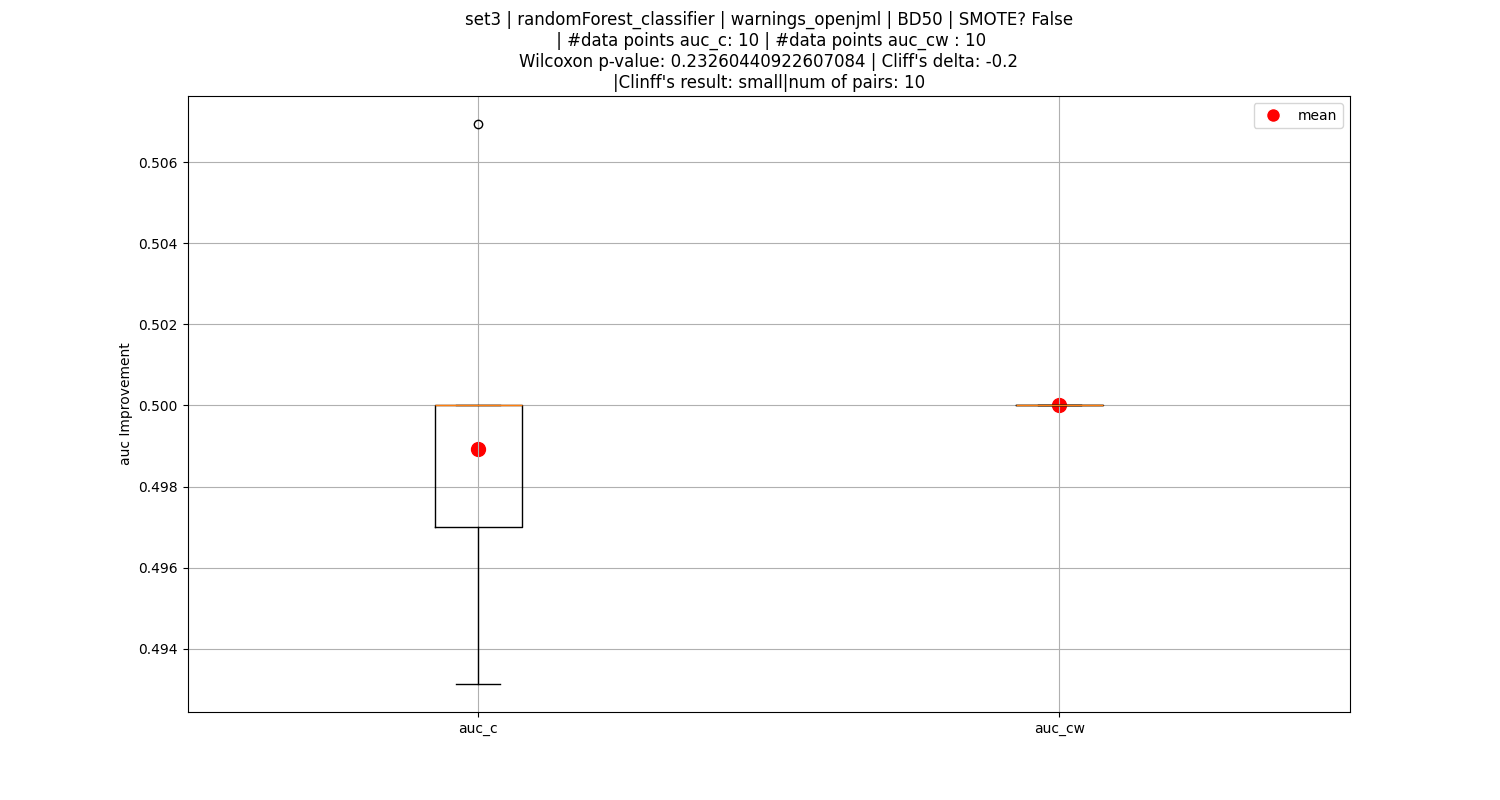 set3 | randomForest_classifier | warnings_openjml | BD50 | SMOTE? False
| #data points auc_c: 10 | #data points auc_cw : 10
Wilcoxon p-value: 0.23260440922607084 | Cliff's delta: -0.2
|Clinff's result: small|num of pairs: 10
mean
0.506
0.504
0.502
0.500
0.498
0.496
0.494
auc Improvement
auc_c
auc_cw